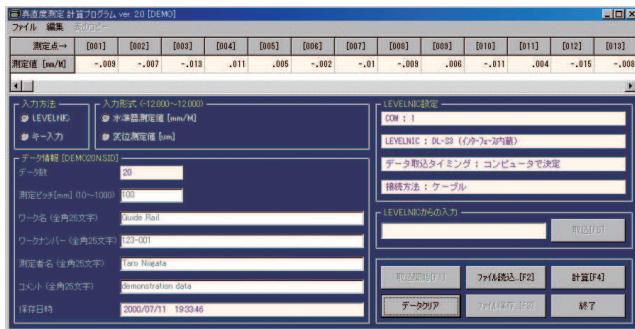 真直度測定 計算プログラム ver. 2.0 [DEMO]
ファイル 編集 表のコピー
測定点→ [001] [002] [003] [004] [005] [006] [007] [008] [009] [010] [011] [012] [013]
測定値 [mm/M] -.009 -.007 -.013 .011 .005 -.002 -.01 -.009 .006 -.011 .004 -.015 -.008
入力方法
LEVELNIC
キー入力
入力形式 (-12.000~12.000)
水準器測定値 [mm/M]
変位測定値 [um]
LEVELNIC設定
COM : 1
LEVELNIC : DL-S3 (インターフェース内蔵)
データ取込タイミング : コンピュータで決定
接続方法 : ケーブル
データ情報 [DEMO20N.SID]
データ数 20
測定ピッチ[mm] (10~1000) 100
ワーク名 (全角25文字) Guide Rail
ワークナンバー (全角25文字) 123-001
測定者名 (全角25文字) Taro Niigata
コメント (全角25文字) demonstration data
保存日時 2000/07/11 19:33:46
LEVELNICからの入力
ファイル読込..[F2] 計算[F4]
データクリア 終了